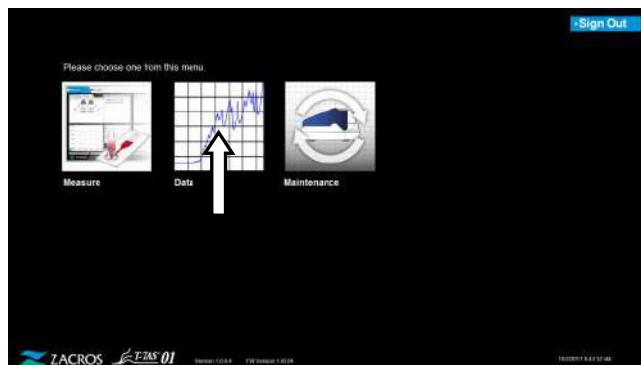 Sign Out
Please choose one from this menu.
Measure
Data
Maintenance
ZACROS T-TAS 01